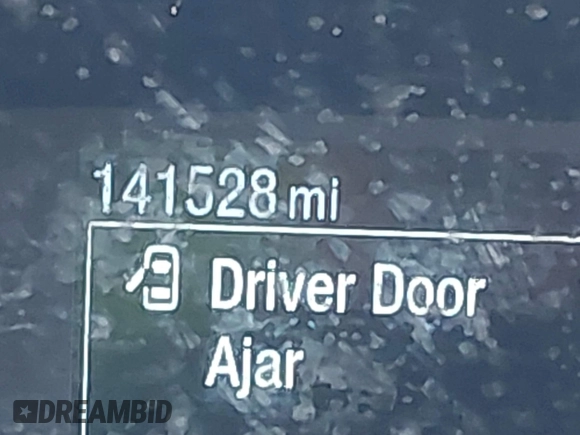 141528 mi
Driver Door
Ajar
DREAMBID